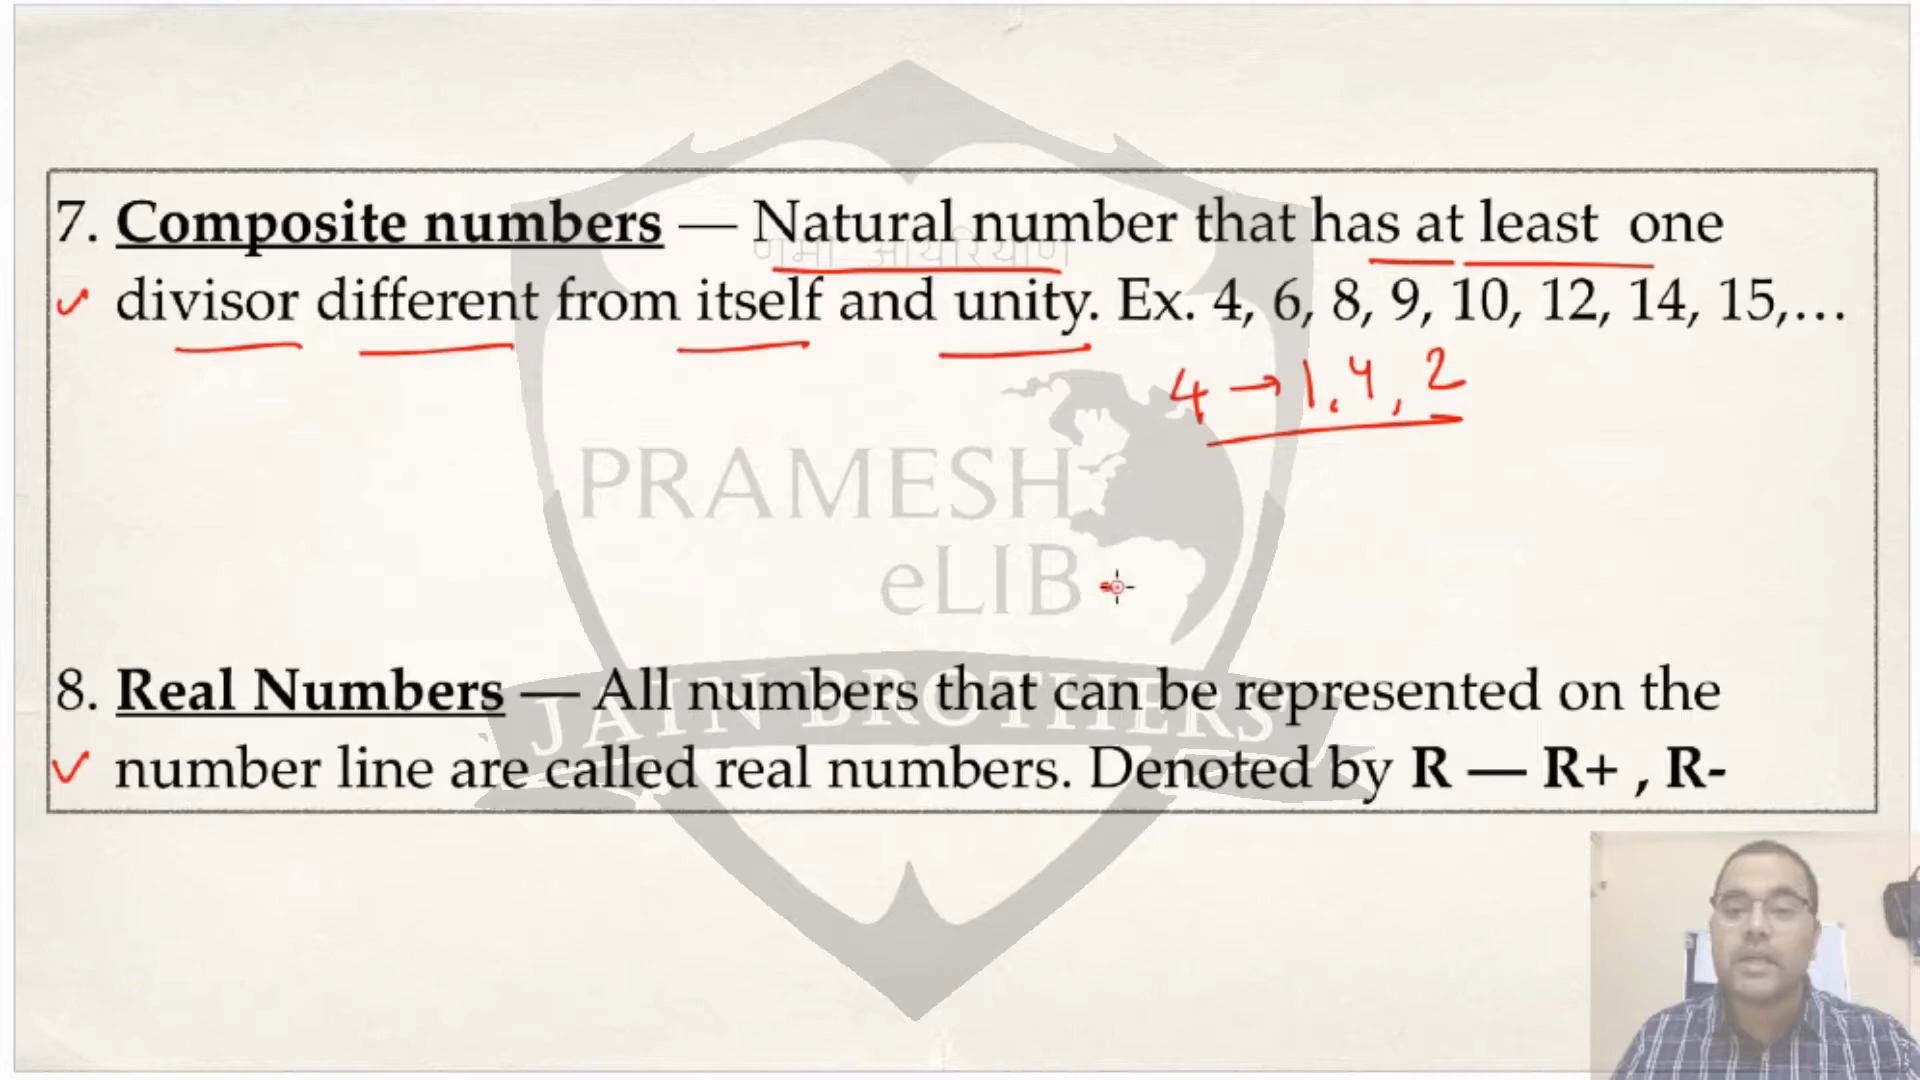 7. Composite numbers — Natural number that has at least one
णमो आयरियाणं
divisor different from itself and unity. Ex. 4, 6, 8, 9, 10, 12, 14, 15,...
4 → 1, 4, 2
PRAMESH
eLIB
8. Real Numbers — All numbers that can be represented on the
JAIN BROTHERS
number line are called real numbers. Denoted by R — R+ , R-